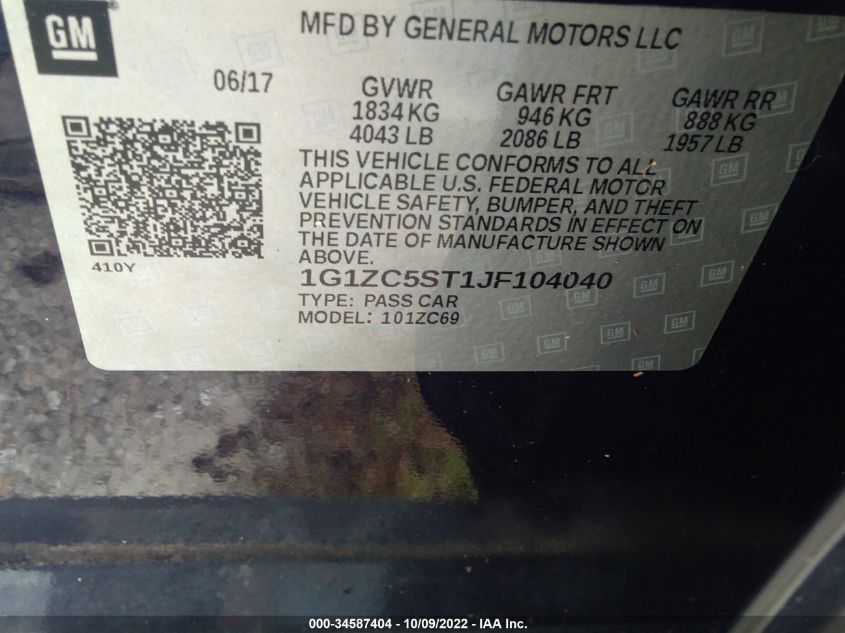 GM
MFD BY GENERAL MOTORS LLC
06/17
GVWR GAWR FRT GAWR RR
1834 KG 946 KG 888 KG
4043 LB 2086 LB 1957 LB
THIS VEHICLE CONFORMS TO ALL
APPLICABLE U.S. FEDERAL MOTOR
VEHICLE SAFETY, BUMPER, AND THEFT
PREVENTION STANDARDS IN EFFECT ON
THE DATE OF MANUFACTURE SHOWN
ABOVE.
410Y
1G1ZC5ST1JF104040
TYPE: PASS CAR
MODEL: 101ZC69
000-34587404 - 10/09/2022 - IAA Inc.